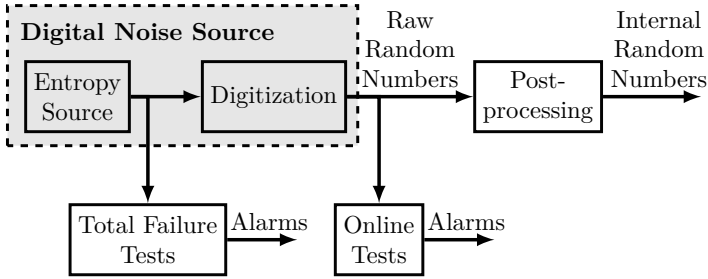 Digital Noise Source
Entropy
Source
Digitization
Raw
Random
Numbers
Post-
processing
Internal
Random
Numbers
Total Failure
Tests
Alarms
Online
Tests
Alarms